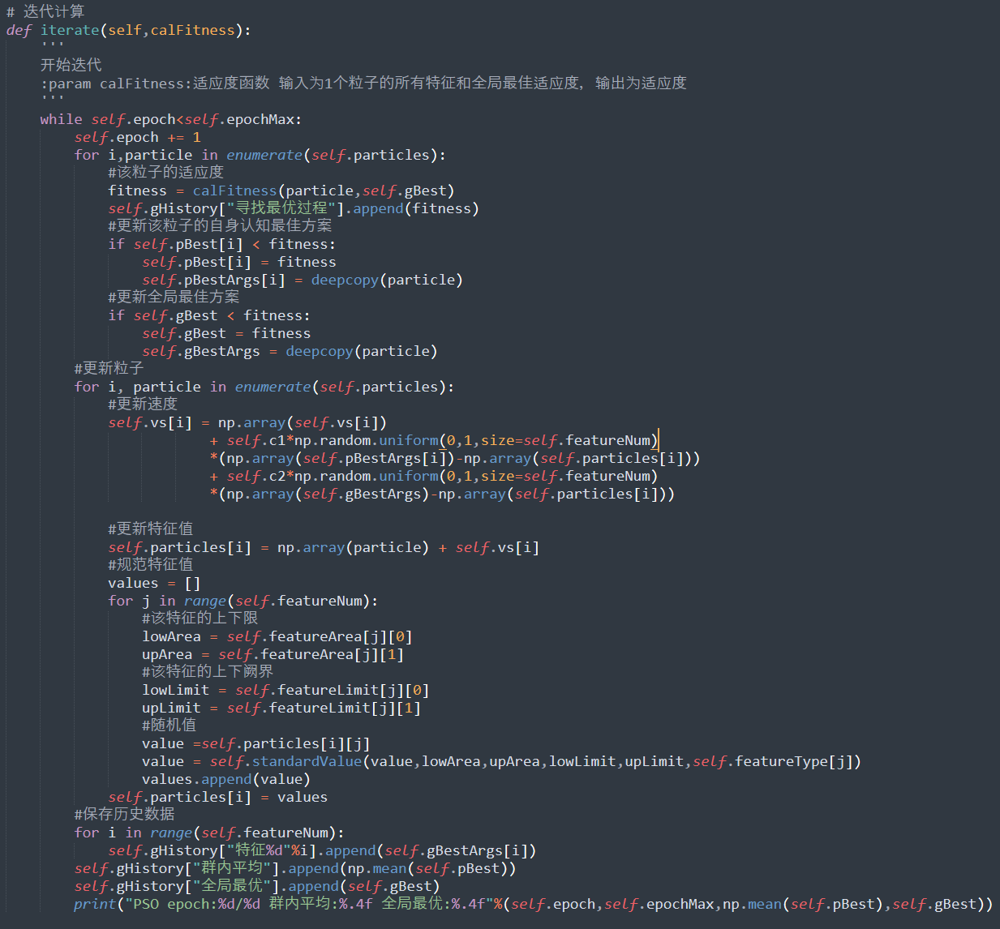 # 迭代计算
def iterate(self,calFitness):
    '''
    开始迭代
    :param calFitness:适应度函数 输入为1个粒子的所有特征和全局最佳适应度，输出为适应度
    '''
    while self.epoch<self.epochMax:
        self.epoch += 1
        for i,particle in enumerate(self.particles):
            #该粒子的适应度
            fitness = calFitness(particle,self.gBest)
            self.gHistory["寻找最优过程"].append(fitness)
            #更新该粒子的自身认知最佳方案
            if self.pBest[i] < fitness:
                self.pBest[i] = fitness
                self.pBestArgs[i] = deepcopy(particle)
            #更新全局最佳方案
            if self.gBest < fitness:
                self.gBest = fitness
                self.gBestArgs = deepcopy(particle)
        #更新粒子
        for i, particle in enumerate(self.particles):
            #更新速度
            self.vs[i] = np.array(self.vs[i])
                        + self.c1*np.random.uniform(0,1,size=self.featureNum)
                        *(np.array(self.pBestArgs[i])-np.array(self.particles[i]))
                        + self.c2*np.random.uniform(0,1,size=self.featureNum)
                        *(np.array(self.gBestArgs)-np.array(self.particles[i]))
            #更新特征值
            self.particles[i] = np.array(particle) + self.vs[i]
            #规范特征值
            values = []
            for j in range(self.featureNum):
                #该特征的上下限
                lowArea = self.featureArea[j][0]
                upArea = self.featureArea[j][1]
                #该特征的上下阙界
                lowLimit = self.featureLimit[j][0]
                upLimit = self.featureLimit[j][1]
                #随机值
                value =self.particles[i][j]
                value = self.standardValue(value,lowArea,upArea,lowLimit,upLimit,self.featureType[j])
                values.append(value)
            self.particles[i] = values
        #保存历史数据
        for i in range(self.featureNum):
            self.gHistory["特征%d"%i].append(self.gBestArgs[i])
        self.gHistory["群内平均"].append(np.mean(self.pBest))
        self.gHistory["全局最优"].append(self.gBest)
        print("PSO epoch:%d/%d 群内平均:%.4f 全局最优:%.4f"%(self.epoch,self.epochMax,np.mean(self.pBest),self.gBest))